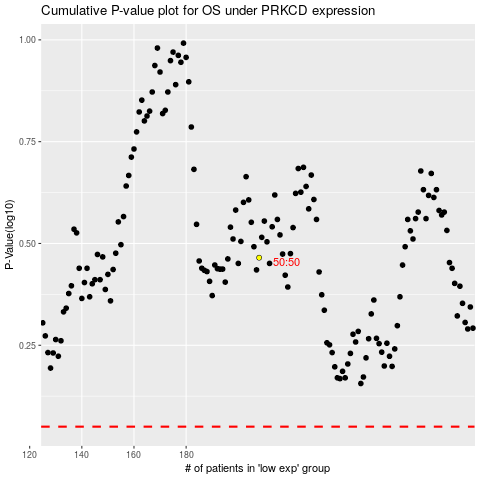 Cumulative P-value plot for OS under PRKCD expression
1.00
0.75
0.50
0.25
P-Value(log10)
50:50
120 140 160 180
# of patients in 'low exp' group